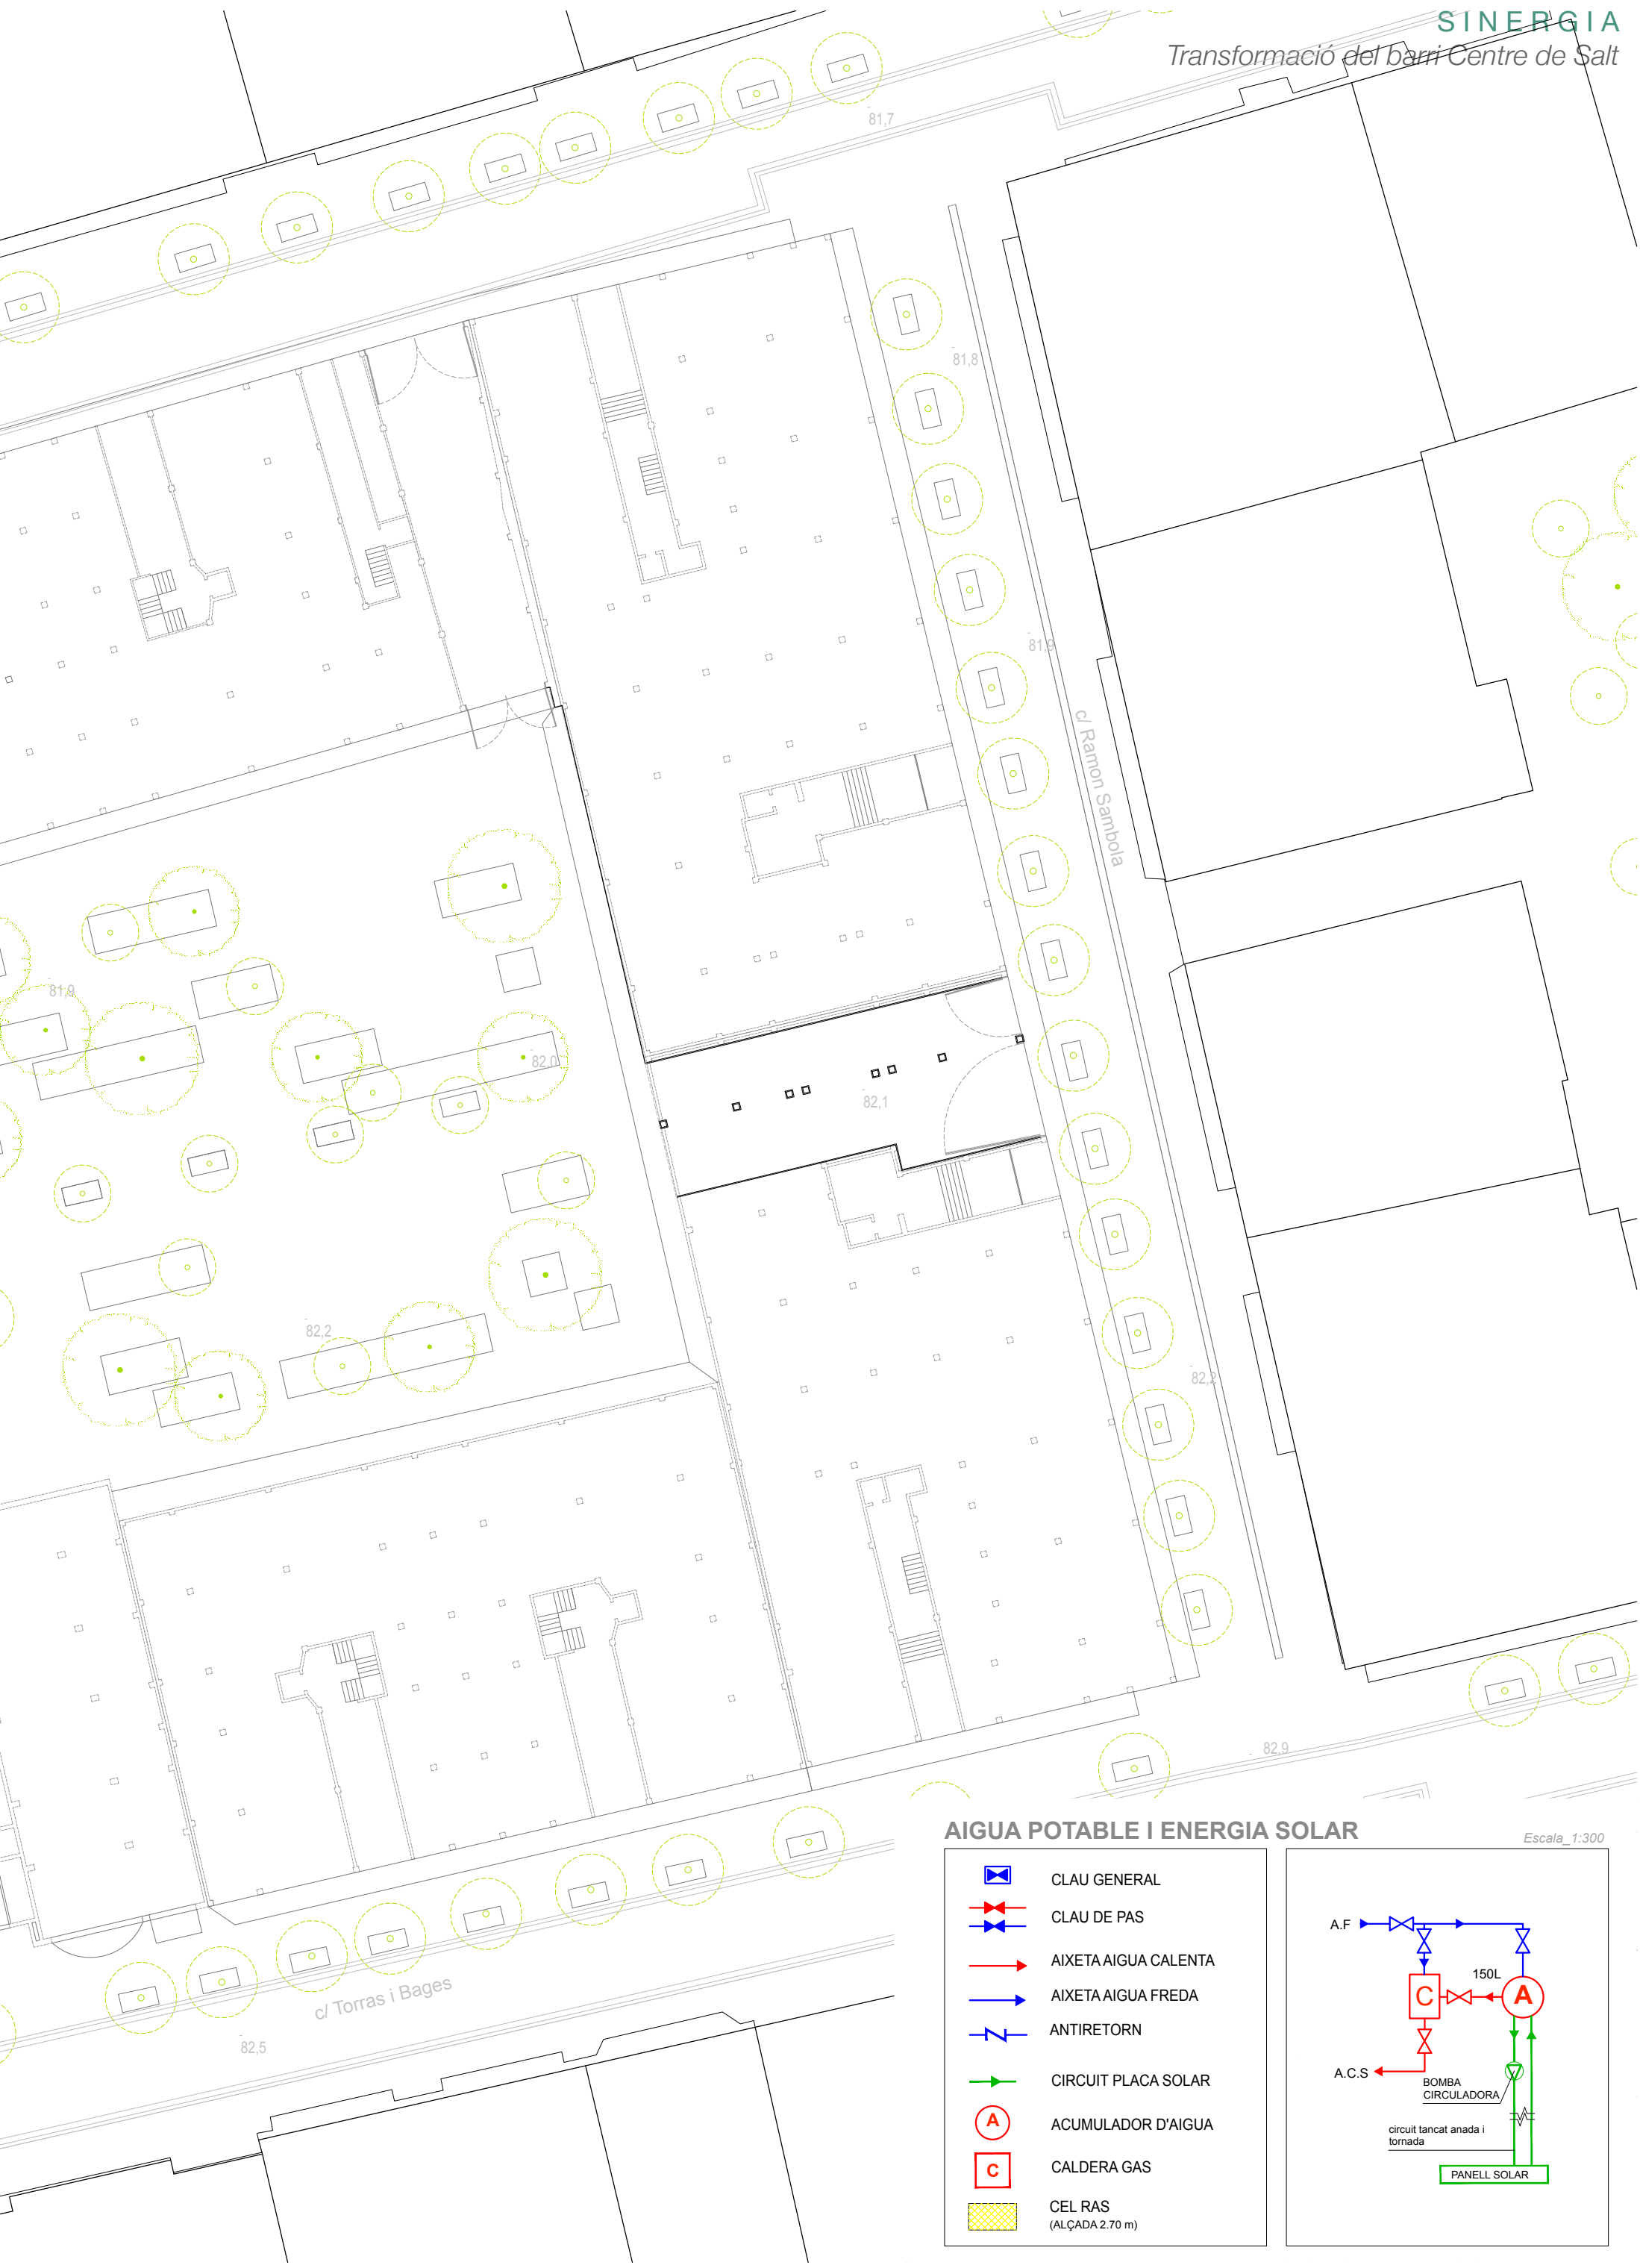 SINERGIA
Transformació del barri Centre de Salt
81,7
81,8
81,9
c/ Ramon Sambola
81,9
82,0
82,1
82,2
82,2
82,9
c/ Torras i Bages
82,5
AIGUA POTABLE I ENERGIA SOLAR
Escala_1:300
CLAU GENERAL
CLAU DE PAS
AIXETA AIGUA CALENTA
AIXETA AIGUA FREDA
ANTIRETORN
CIRCUIT PLACA SOLAR
A
ACUMULADOR D'AIGUA
C
CALDERA GAS
CEL RAS
(ALÇADA 2.70 m)
A.F
150L
C
A
A.C.S
BOMBA
CIRCULADORA
circuit tancat anada i
tornada
PANELL SOLAR